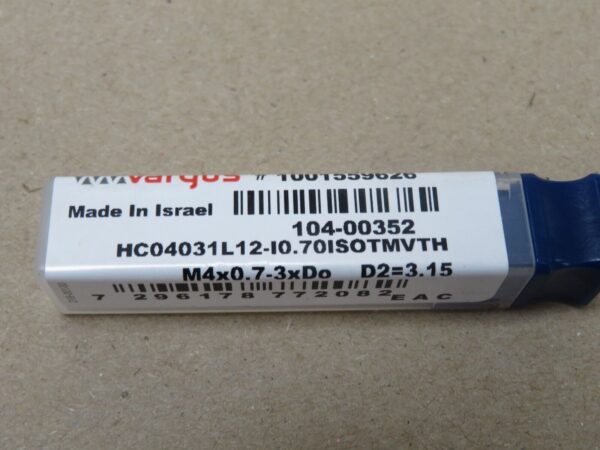 vargus # 1001559626
Made In Israel
104-00352
HC04031L12-I0.70ISOTMVTH
M4x0.7-3xDo D2=3.15
7 296178 772082 EAC